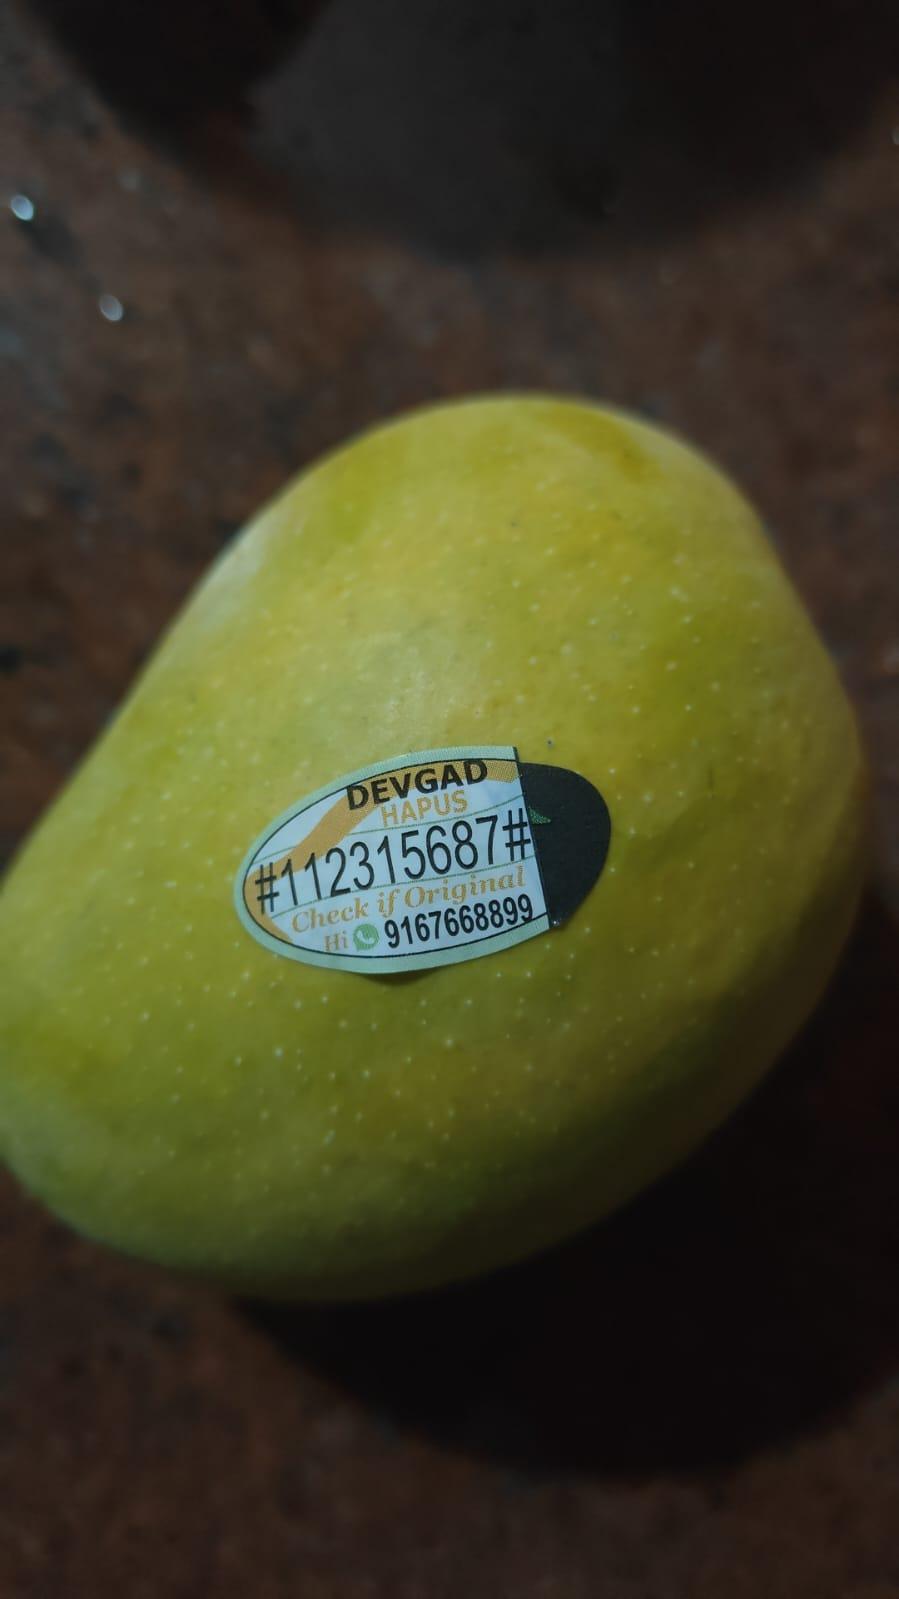 DEVGAD
HAPUS
#112315687#
Check if Original
Hi 9167668899